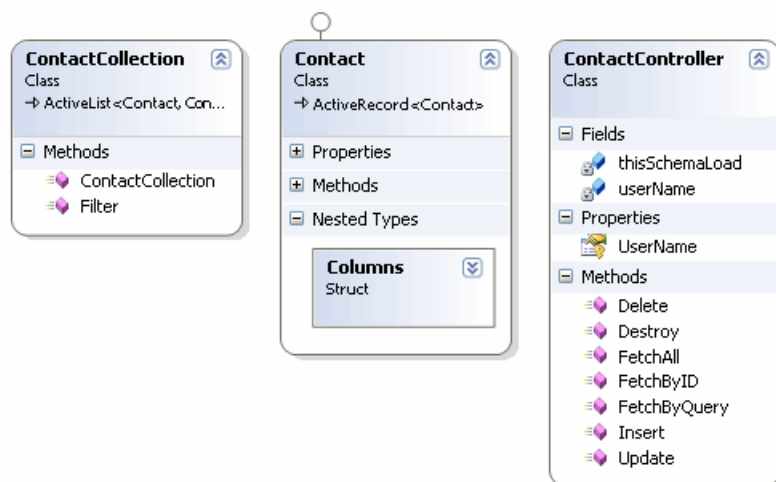 ContactCollection
Class
ActiveList<Contact, Con...
Methods
ContactCollection
Filter
Contact
Class
ActiveRecord<Contact>
Properties
Methods
Nested Types
Columns
Struct
ContactController
Class
Fields
thisSchemaLoad
userName
Properties
UserName
Methods
Delete
Destroy
FetchAll
FetchByID
FetchByQuery
Insert
Update